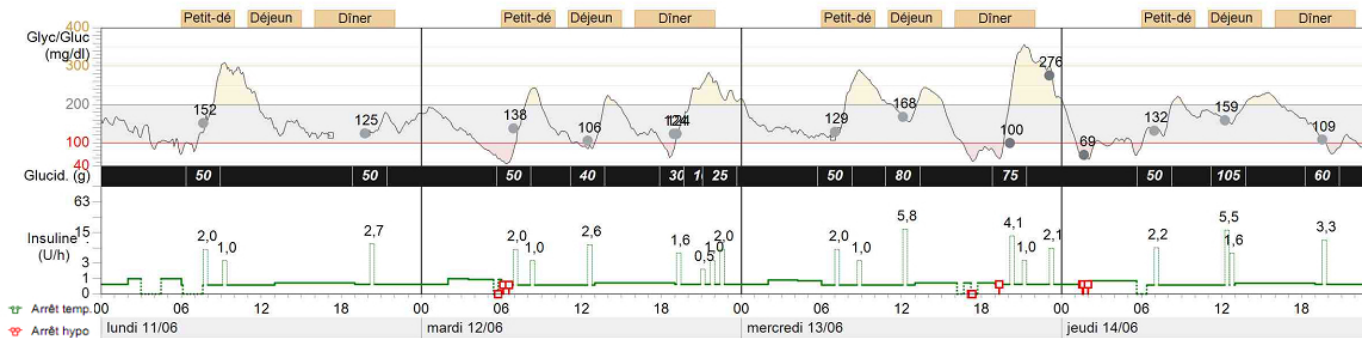 Petit-dé Déjeun Dîner Petit-dé Déjeun Dîner Petit-dé Déjeun Dîner Petit-dé Déjeun Dîner
400
Glyc/Gluc
(mg/dl)
300
200
100
40
152 125 138 106 124 129 168 100 276 69 132 159 109
Glucid. (g) 50 50 50 40 30 25 50 80 75 50 105 60
63
Insuline
(U/h)
15
3
1
0
2,0 1,0 2,7 2,0 1,0 2,6 1,6 0,5 1,0 2,0 2,0 1,0 5,8 4,1 1,0 2,1 2,2 5,5 1,6 3,3
00 06 12 18 00 06 12 18 00 06 12 18 00 06 12 18
Arrêt temp.
Arrêt hypo
lundi 11/06 mardi 12/06 mercredi 13/06 jeudi 14/06